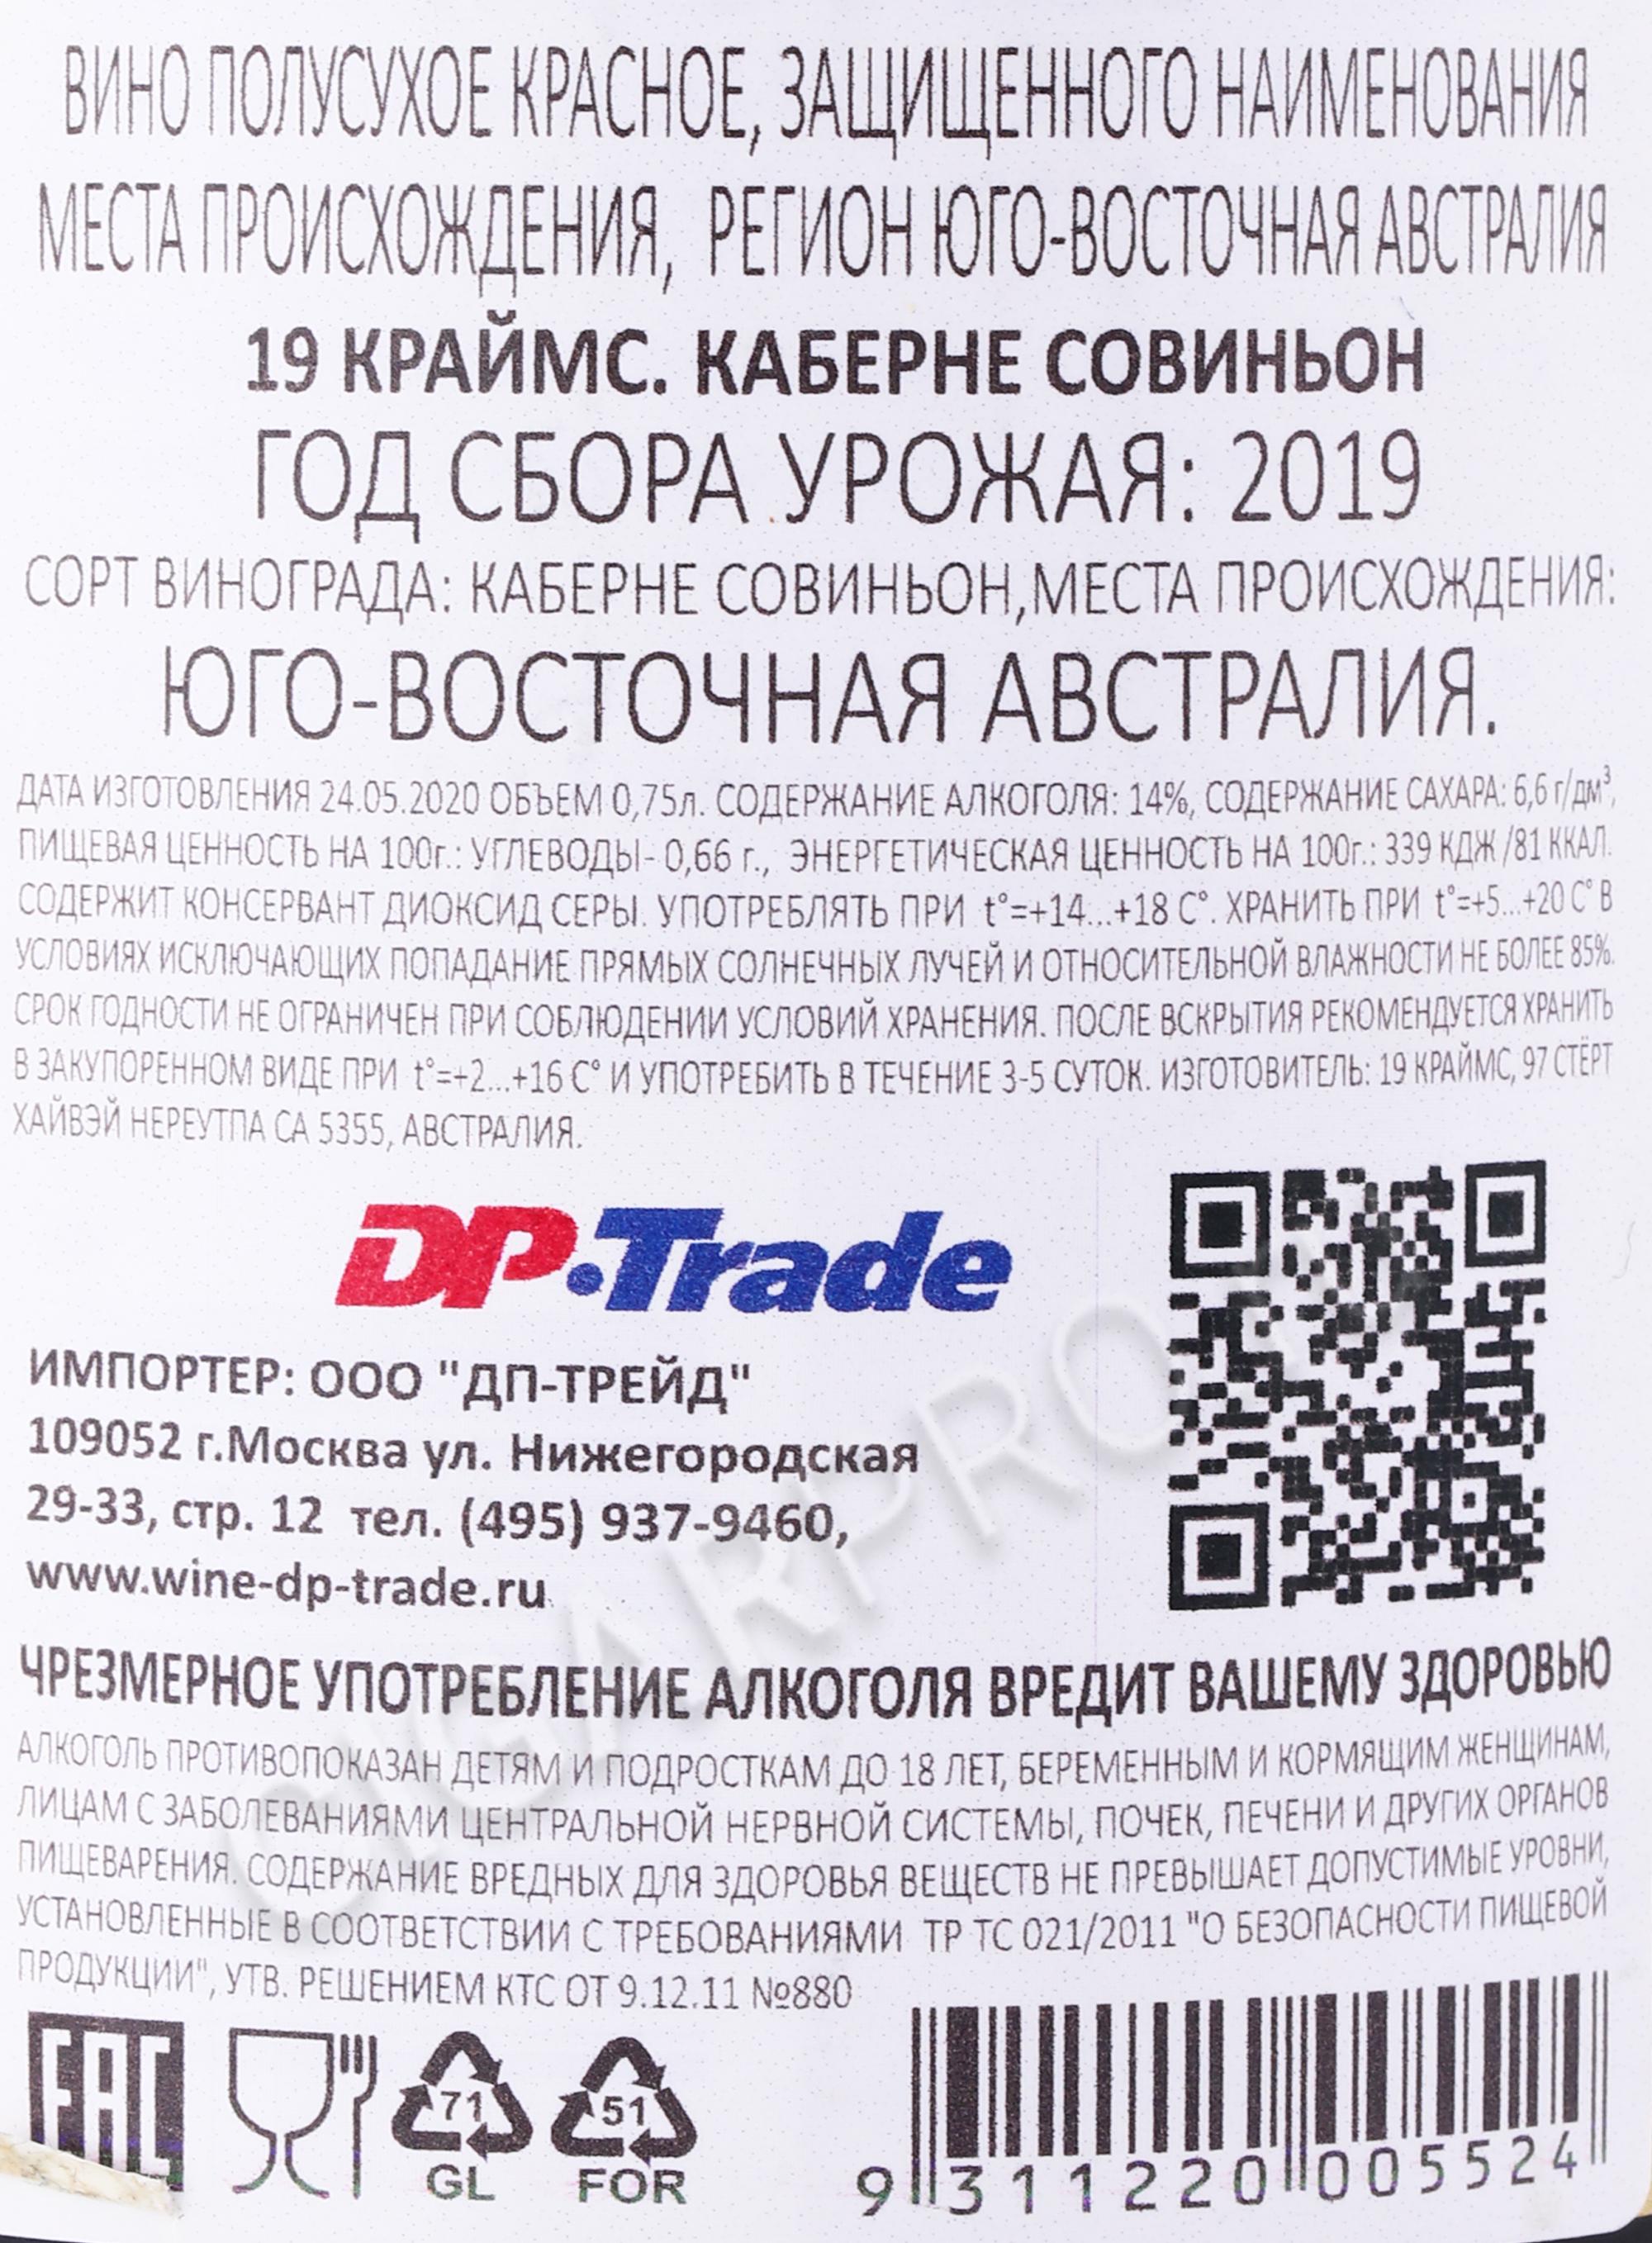 ВИНО ПОЛУСУХОЕ КРАСНОЕ, ЗАЩИЩЕННОГО НАИМЕНОВАНИЯ
МЕСТА ПРОИСХОЖДЕНИЯ, РЕГИОН ЮГО-ВОСТОЧНАЯ АВСТРАЛИЯ
19 КРАЙМС. КАБЕРНЕ СОВИНЬОН
ГОД СБОРА УРОЖАЯ: 2019
СОРТ ВИНОГРАДА: КАБЕРНЕ СОВИНЬОН,МЕСТА ПРОИСХОЖДЕНИЯ:
ЮГО-ВОСТОЧНАЯ АВСТРАЛИЯ.
ДАТА ИЗГОТОВЛЕНИЯ 24.05.2020 ОБЪЕМ 0,75л. СОДЕРЖАНИЕ АЛКОГОЛЯ: 14%, СОДЕРЖАНИЕ САХАРА: 6,6 г/дм³,
ПИЩЕВАЯ ЦЕННОСТЬ НА 100г.: УГЛЕВОДЫ- 0,66 г., ЭНЕРГЕТИЧЕСКАЯ ЦЕННОСТЬ НА 100г.: 339 КДЖ /81 ККАЛ.
СОДЕРЖИТ КОНСЕРВАНТ ДИОКСИД СЕРЫ. УПОТРЕБЛЯТЬ ПРИ t°=+14...+18 С°. ХРАНИТЬ ПРИ t°=+5...+20 С° В
УСЛОВИЯХ ИСКЛЮЧАЮЩИХ ПОПАДАНИЕ ПРЯМЫХ СОЛНЕЧНЫХ ЛУЧЕЙ И ОТНОСИТЕЛЬНОЙ ВЛАЖНОСТИ НЕ БОЛЕЕ 85%.
СРОК ГОДНОСТИ НЕ ОГРАНИЧЕН ПРИ СОБЛЮДЕНИИ УСЛОВИЙ ХРАНЕНИЯ. ПОСЛЕ ВСКРЫТИЯ РЕКОМЕНДУЕТСЯ ХРАНИТЬ
В ЗАКУПОРЕННОМ ВИДЕ ПРИ t°=+2...+16 С° И УПОТРЕБИТЬ В ТЕЧЕНИЕ 3-5 СУТОК. ИЗГОТОВИТЕЛЬ: 19 КРАЙМС, 97 СТЁРТ
ХАЙВЭЙ НЕРЕУТПА СА 5355, АВСТРАЛИЯ.
DP·Trade
ИМПОРТЕР: ООО "ДП-ТРЕЙД"
109052 г.Москва ул. Нижегородская
29-33, стр. 12 тел. (495) 937-9460,
www.wine-dp-trade.ru
CIGARPRO
ЧРЕЗМЕРНОЕ УПОТРЕБЛЕНИЕ АЛКОГОЛЯ ВРЕДИТ ВАШЕМУ ЗДОРОВЬЮ
АЛКОГОЛЬ ПРОТИВОПОКАЗАН ДЕТЯМ И ПОДРОСТКАМ ДО 18 ЛЕТ, БЕРЕМЕННЫМ И КОРМЯЩИМ ЖЕНЩИНАМ,
ЛИЦАМ С ЗАБОЛЕВАНИЯМИ ЦЕНТРАЛЬНОЙ НЕРВНОЙ СИСТЕМЫ, ПОЧЕК, ПЕЧЕНИ И ДРУГИХ ОРГАНОВ
ПИЩЕВАРЕНИЯ. СОДЕРЖАНИЕ ВРЕДНЫХ ДЛЯ ЗДОРОВЬЯ ВЕЩЕСТВ НЕ ПРЕВЫШАЕТ ДОПУСТИМЫЕ УРОВНИ,
УСТАНОВЛЕННЫЕ В СООТВЕТСТВИИ С ТРЕБОВАНИЯМИ ТР ТС 021/2011 "О БЕЗОПАСНОСТИ ПИЩЕВОЙ
ПРОДУКЦИИ", УТВ. РЕШЕНИЕМ КТС ОТ 9.12.11 №880
EAC
71
GL
51
FOR
9 311220 005524